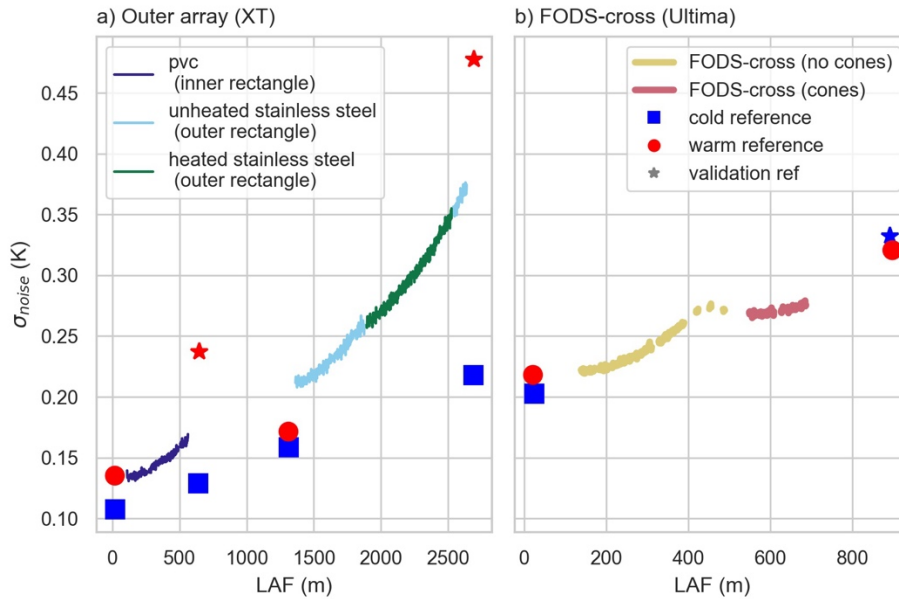 a) Outer array (XT)
pvc
(inner rectangle)
unheated stainless steel
(outer rectangle)
heated stainless steel
(outer rectangle)
0.45
0.40
0.35
0.30
0.25
0.20
0.15
0.10
σnoise (K)
0 500 1000 1500 2000 2500
LAF (m)
b) FODS-cross (Ultima)
FODS-cross (no cones)
FODS-cross (cones)
cold reference
warm reference
validation ref
0 200 400 600 800
LAF (m)